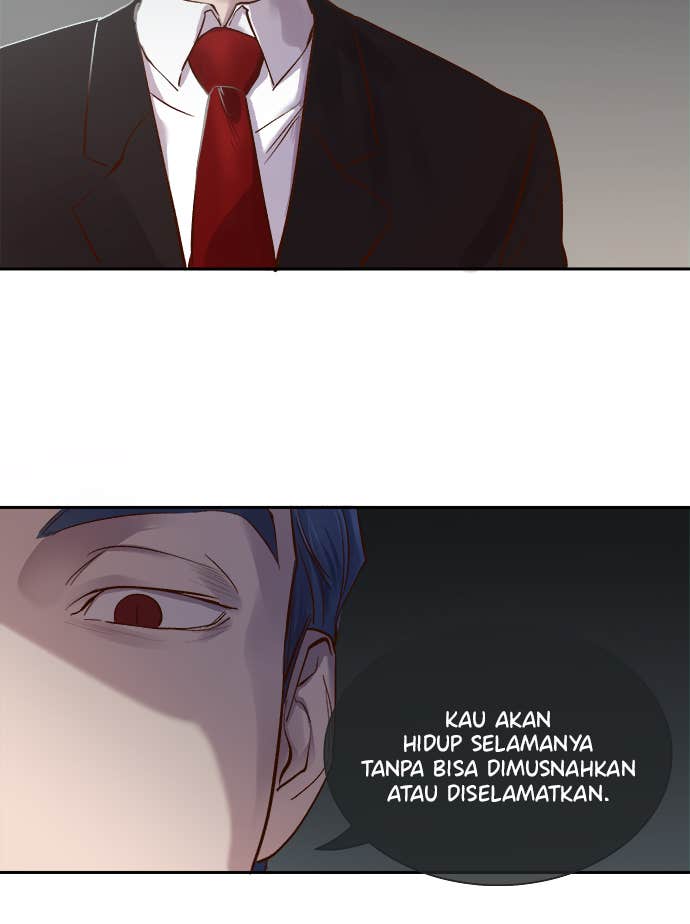 KAU AKAN
HIDUP SELAMANYA
TANPA BISA DIMUSNAHKAN
ATAU DISELAMATKAN.